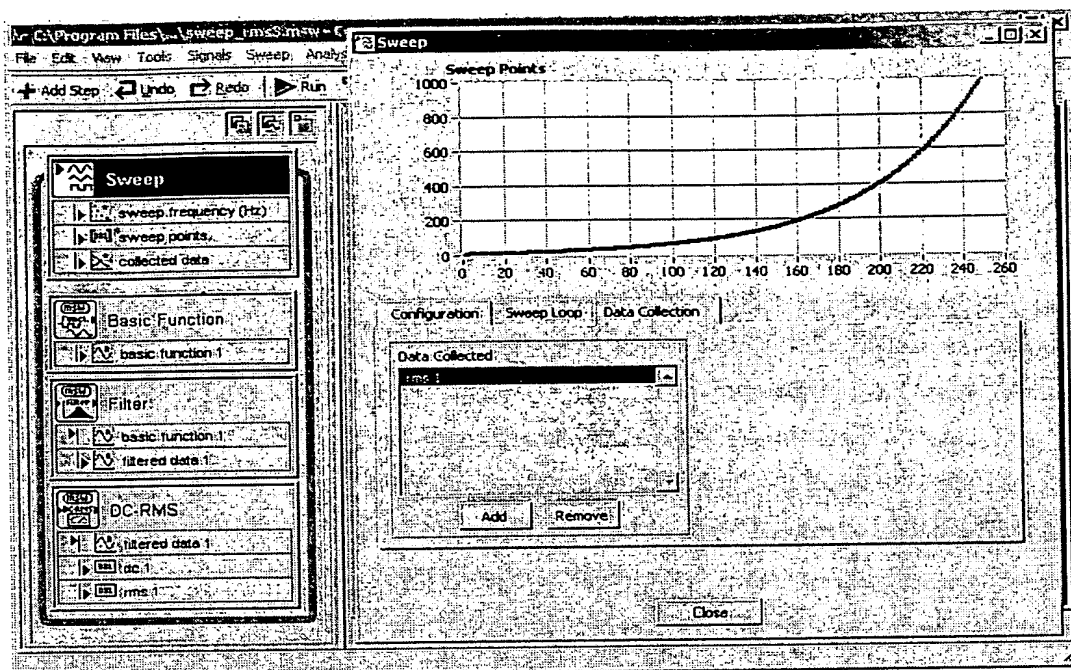 C:\Program Files\...\sweep_rms3.msw - C
File Edit View Tools Signals Sweep Analys
Add Step Undo Redo Run
Sweep
sweep frequency (Hz)
sweep points
collected data
Basic Function
basic function 1
Filter
basic function 1
filtered data 1
DC-RMS
filtered data 1
dc 1
rms 1
Sweep
Sweep Points
1000
800
600
400
200
0
0 20 40 60 80 100 120 140 160 180 200 220 240 260
Configuration Sweep Loop Data Collection
Data Collected
rms 1
Add Remove
Close